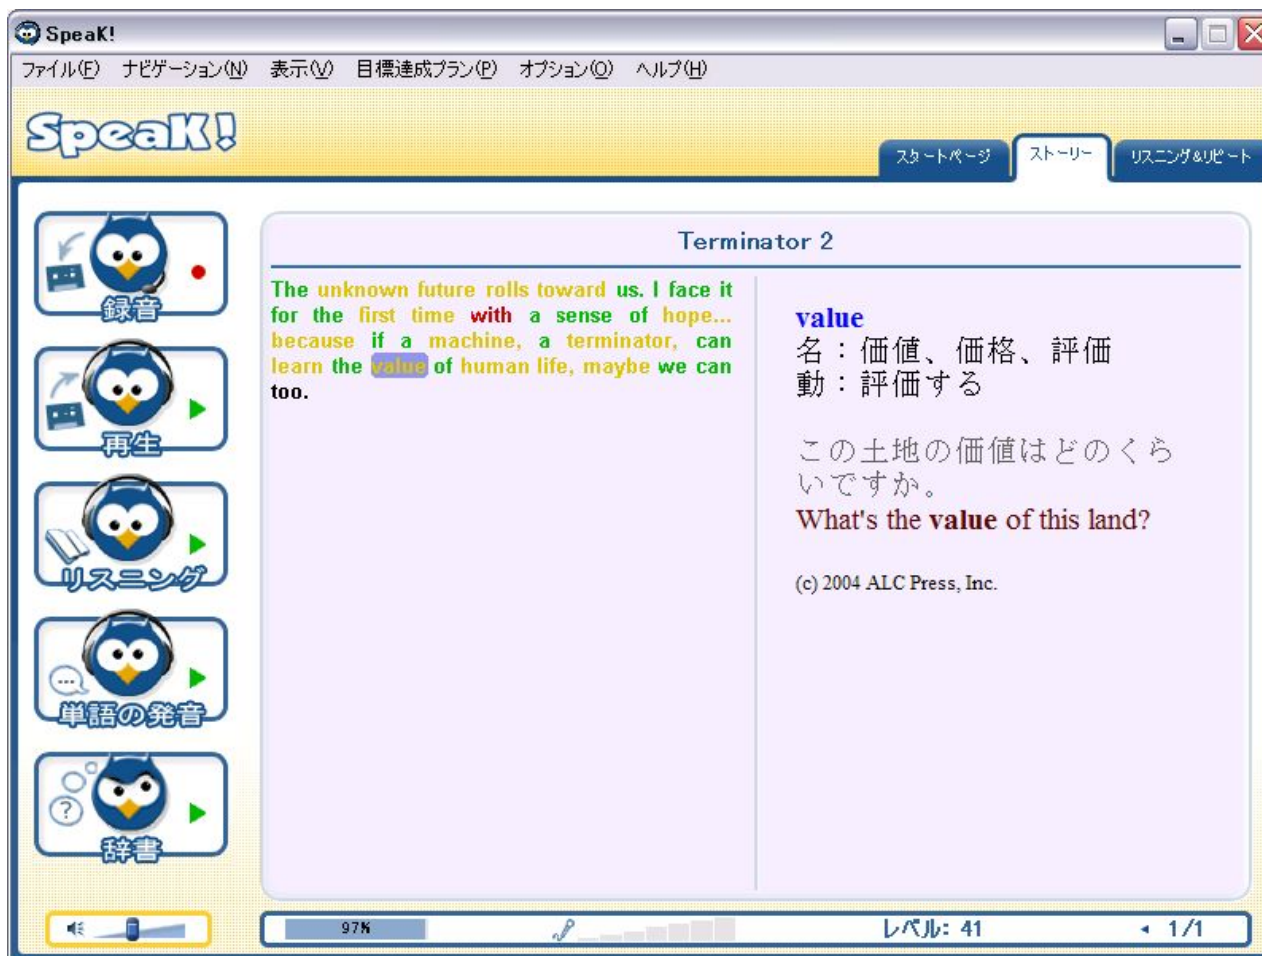 SpeaK!
ファイル(F) ナビゲーション(N) 表示(V) 目標達成プラン(P) オプション(O) ヘルプ(H)
SpeaK!
スタートページ ストーリー リスニング&リピート
録音
再生
リスニング
単語の発音
辞書
Terminator 2
The unknown future rolls toward us. I face it
for the first time with a sense of hope...
because if a machine, a terminator, can
learn the value of human life, maybe we can
too.
value
名：価値、価格、評価
動：評価する
この土地の価値はどのくら
いですか。
What's the value of this land?
(c) 2004 ALC Press, Inc.
97%
レベル: 41
1/1